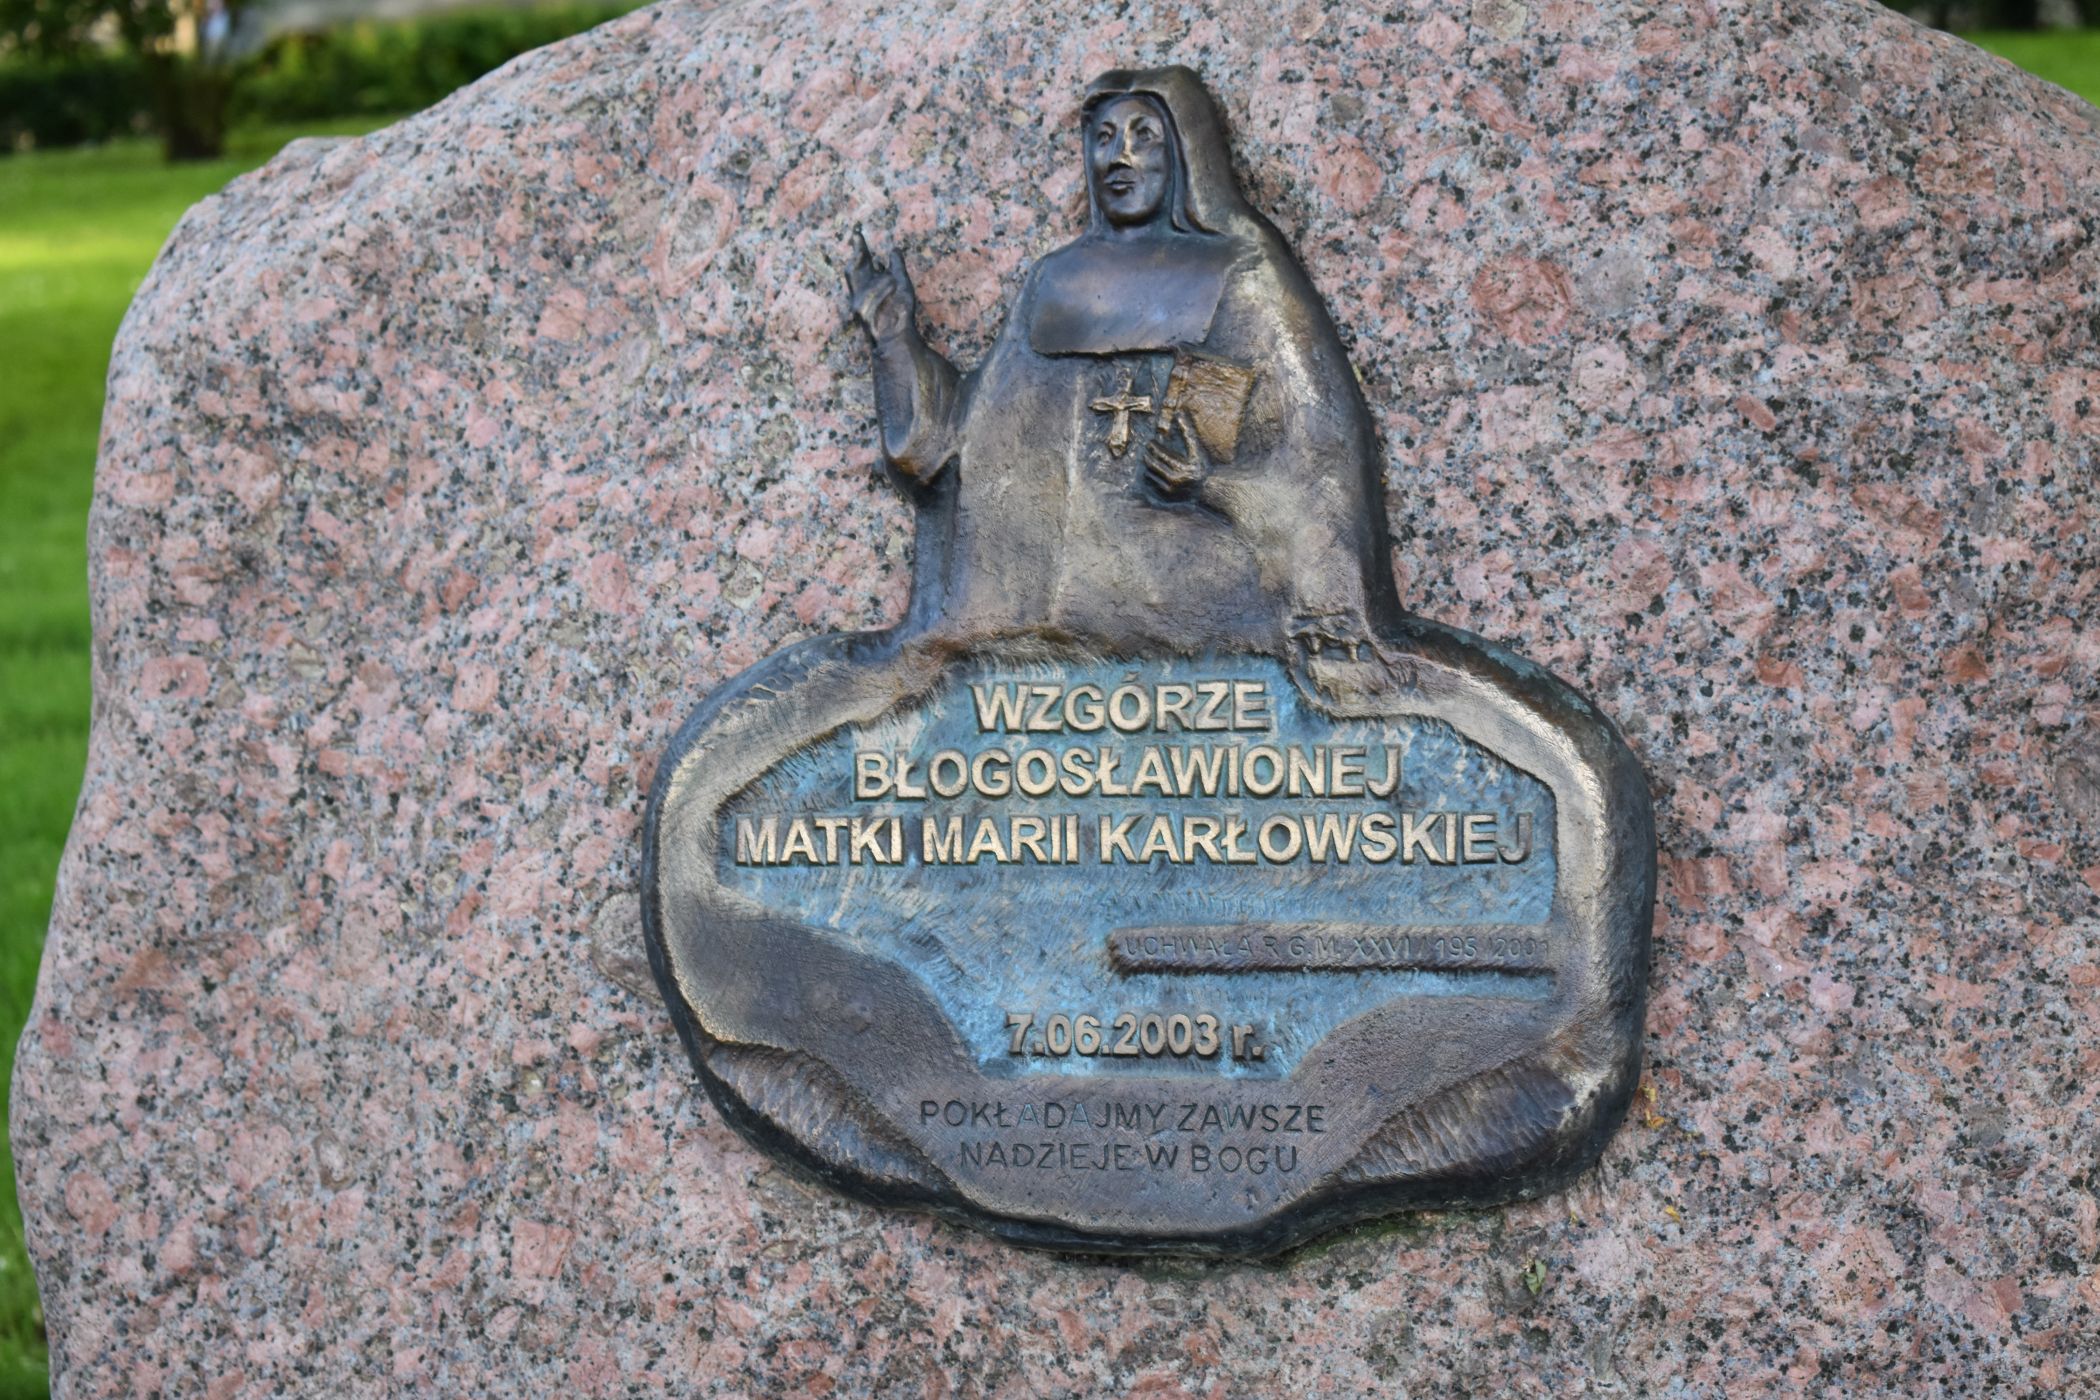 WZGÓRZE
BŁOGOSŁAWIONEJ
MATKI MARII KARŁOWSKIEJ
UCHWAŁA R.G.M. XXVI/195/2001
7.06.2003 r.
POKŁADAJMY ZAWSZE
NADZIEJE W BOGU